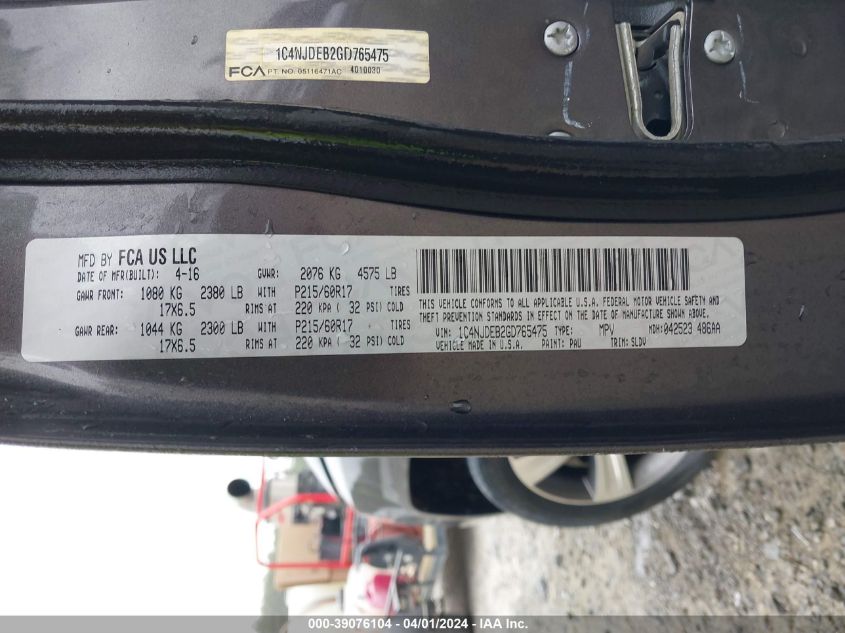 1C4NJDEB2GD765475
FCA PT. NO. 05116471AC 4010030
MFD BY FCA US LLC
DATE OF MFR(BUILT): 4-16 GVWR: 2076 KG 4575 LB
GAWR FRONT: 1080 KG 2380 LB WITH P215/60R17 TIRES
17X6.5 RIMS AT 220 KPA ( 32 PSI) COLD
GAWR REAR: 1044 KG 2300 LB WITH P215/60R17 - TIRES
17X6.5 RIMS AT 220 KPA ( 32 PSI) COLD
THIS VEHICLE CONFORMS TO ALL APPLICABLE U.S.A. FEDERAL MOTOR VEHICLE SAFETY AND
THEFT PREVENTION STANDARDS IN EFFECT ON THE DATE OF MANUFACTURE SHOWN ABOVE.
VIN: 1C4NJDEB2GD765475 TYPE: MPV MDH: 042523 486AA
VEHICLE MADE IN U.S.A. PAINT: PAU TRIM: SLDV
000-39076104 - 04/01/2024 - IAA, Inc.